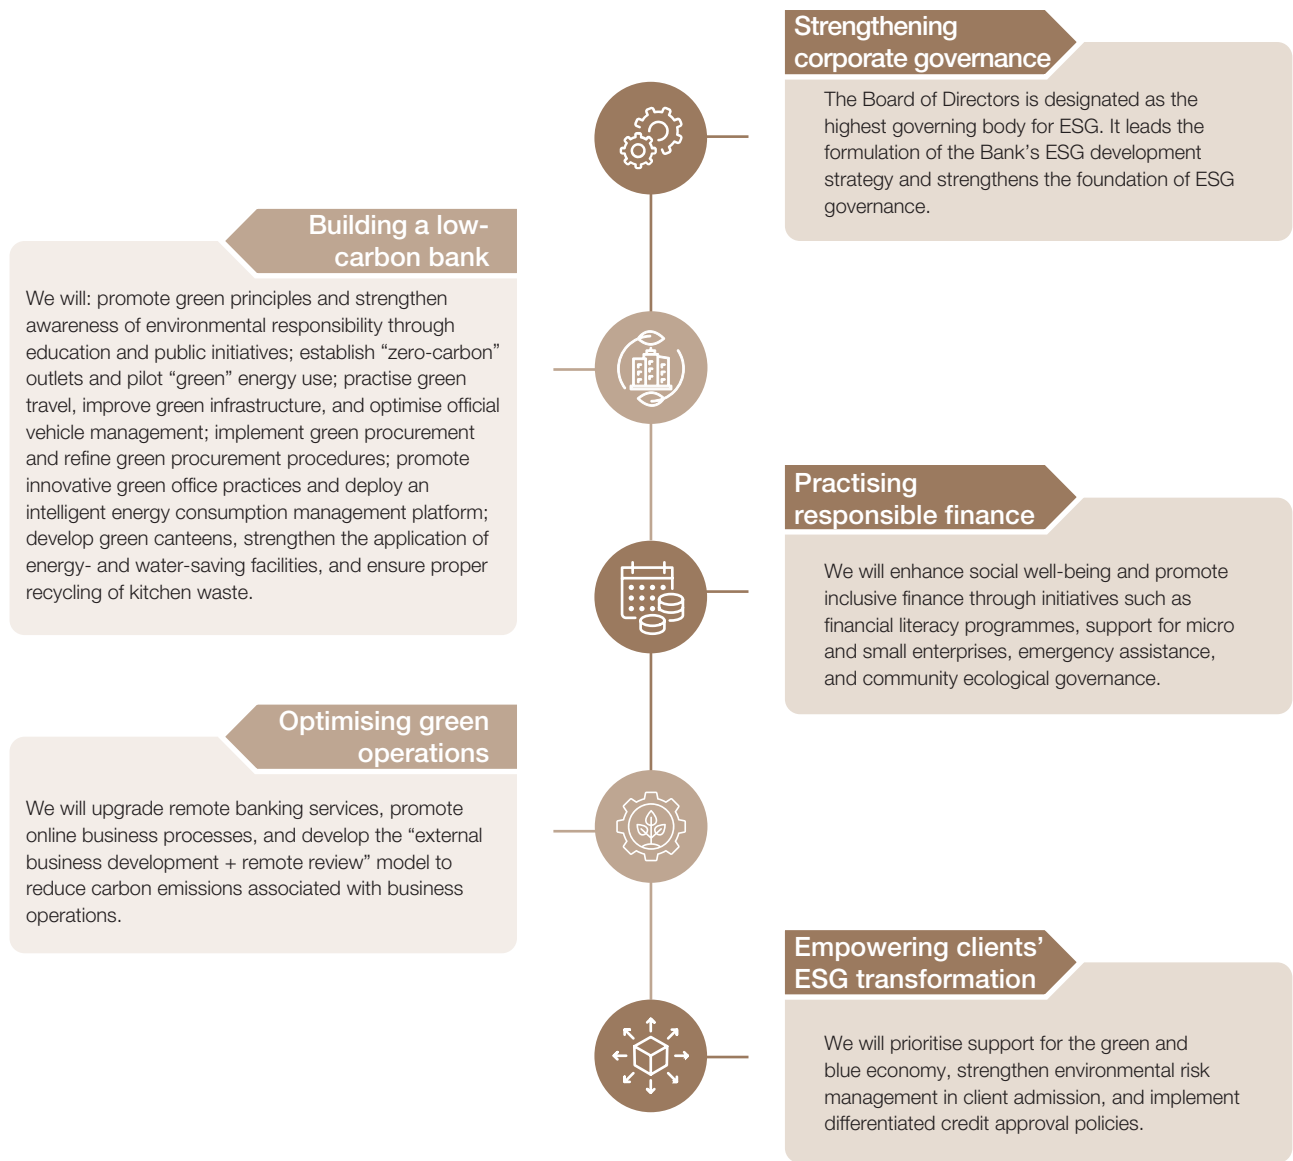 Strengthening
corporate governance
The Board of Directors is designated as the
highest governing body for ESG. It leads the
formulation of the Bank’s ESG development
strategy and strengthens the foundation of ESG
governance.
Building a low-
carbon bank
We will: promote green principles and strengthen
awareness of environmental responsibility through
education and public initiatives; establish “zero-carbon”
outlets and pilot “green” energy use; practise green
travel, improve green infrastructure, and optimise official
vehicle management; implement green procurement
and refine green procurement procedures; promote
innovative green office practices and deploy an
intelligent energy consumption management platform;
develop green canteens, strengthen the application of
energy- and water-saving facilities, and ensure proper
recycling of kitchen waste.
Practising
responsible finance
We will enhance social well-being and promote
inclusive finance through initiatives such as
financial literacy programmes, support for micro
and small enterprises, emergency assistance,
and community ecological governance.
Optimising green
operations
We will upgrade remote banking services, promote
online business processes, and develop the “external
business development + remote review” model to
reduce carbon emissions associated with business
operations.
Empowering clients’
ESG transformation
We will prioritise support for the green and
blue economy, strengthen environmental risk
management in client admission, and implement
differentiated credit approval policies.